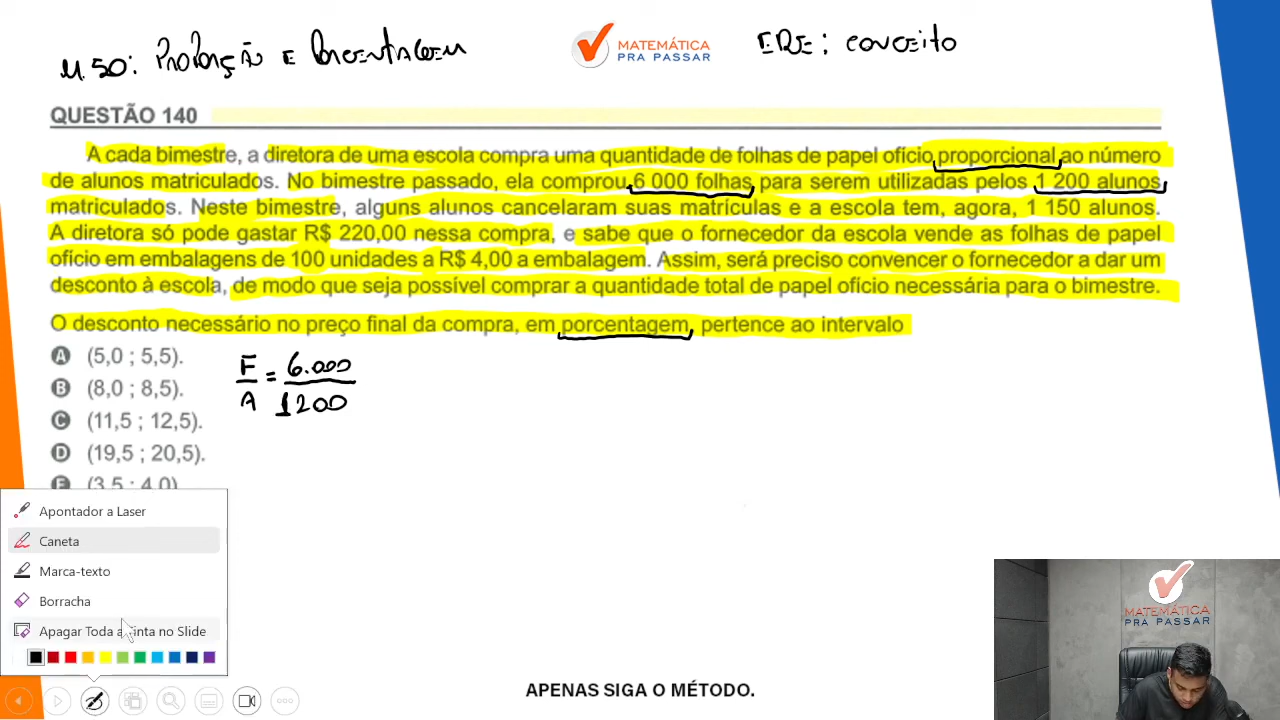 M.50: PROPORÇÃO E PORCENTAGEM
MATEMÁTICA
PRA PASSAR
ERE: CONCEITO
QUESTÃO 140
A cada bimestre, a diretora de uma escola compra uma quantidade de folhas de papel ofício proporcional ao número
de alunos matriculados. No bimestre passado, ela comprou 6 000 folhas para serem utilizadas pelos 1 200 alunos
matriculados. Neste bimestre, alguns alunos cancelaram suas matrículas e a escola tem, agora, 1 150 alunos.
A diretora só pode gastar R$ 220,00 nessa compra, e sabe que o fornecedor da escola vende as folhas de papel
ofício em embalagens de 100 unidades a R$ 4,00 a embalagem. Assim, será preciso convencer o fornecedor a dar um
desconto à escola, de modo que seja possível comprar a quantidade total de papel ofício necessária para o bimestre.
O desconto necessário no preço final da compra, em porcentagem, pertence ao intervalo
A (5,0 ; 5,5).
B (8,0 ; 8,5).
C (11,5 ; 12,5).
D (19,5 ; 20,5).
E (3,5 ; 4,0)
F = 6.000
A 1200
Apontador a Laser
Caneta
Marca-texto
Borracha
Apagar Toda a Tinta no Slide
MATEMÁTICA
PRA PASSAR
APENAS SIGA O MÉTODO.